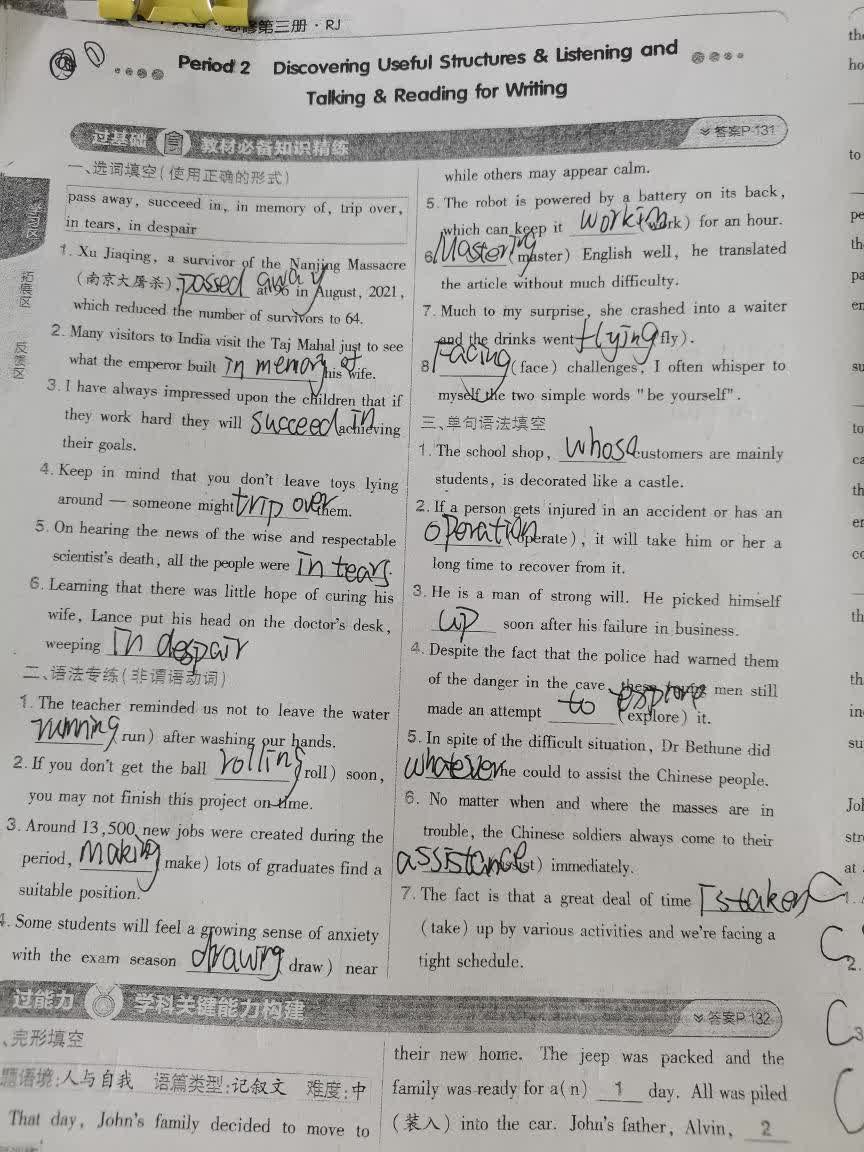 必修第三册·RJ
Period 2 Discovering Useful Structures & Listening and
Talking & Reading for Writing
过基础 教材必备知识精练
答案P-131
一、选词填空(使用正确的形式)
pass away, succeed in, in memory of, trip over,
in tears, in despair
1. Xu Jiaqing, a survivor of the Nanjing Massacre
(南京大屠杀), passed away at 96 in August, 2021,
which reduced the number of survivors to 64.
2. Many visitors to India visit the Taj Mahal just to see
what the emperor built in memory of his wife.
3. I have always impressed upon the children that if
they work hard they will succeed in achieving
their goals.
4. Keep in mind that you don't leave toys lying
around — someone might trip over them.
5. On hearing the news of the wise and respectable
scientist's death, all the people were in tears.
6. Learning that there was little hope of curing his
wife, Lance put his head on the doctor's desk,
weeping in despair
二、语法专练(非谓语动词)
1. The teacher reminded us not to leave the water
running run) after washing our hands.
2. If you don't get the ball rolling roll) soon,
you may not finish this project on time.
3. Around 13,500 new jobs were created during the
period, making make) lots of graduates find a
suitable position.
4. Some students will feel a growing sense of anxiety
with the exam season drawing draw) near
while others may appear calm.
5. The robot is powered by a battery on its back,
which can keep it working (work) for an hour.
6. Mastering (master) English well, he translated
the article without much difficulty.
7. Much to my surprise, she crashed into a waiter
and the drinks went flying fly).
8. Facing (face) challenges, I often whisper to
myself the two simple words "be yourself".
三、单句语法填空
1. The school shop, whose customers are mainly
students, is decorated like a castle.
2. If a person gets injured in an accident or has an
operation operate), it will take him or her a
long time to recover from it.
3. He is a man of strong will. He picked himself
up soon after his failure in business.
4. Despite the fact that the police had warned them
of the danger in the cave, these young men still
made an attempt to explore (explore) it.
5. In spite of the difficult situation, Dr Bethune did
whatever he could to assist the Chinese people.
6. No matter when and where the masses are in
trouble, the Chinese soldiers always come to their
assistance assist) immediately.
7. The fact is that a great deal of time is taken
(take) up by various activities and we're facing a
tight schedule.
过能力 学科关键能力构建
答案P.132
、完形填空
题语境:人与自我 语篇类型:记叙文 难度:中
That day, John's family decided to move to
their new home. The jeep was packed and the
family was ready for a(n) 1 day. All was piled
(装入) into the car. John's father, Alvin, 2
拓展区
反馈区